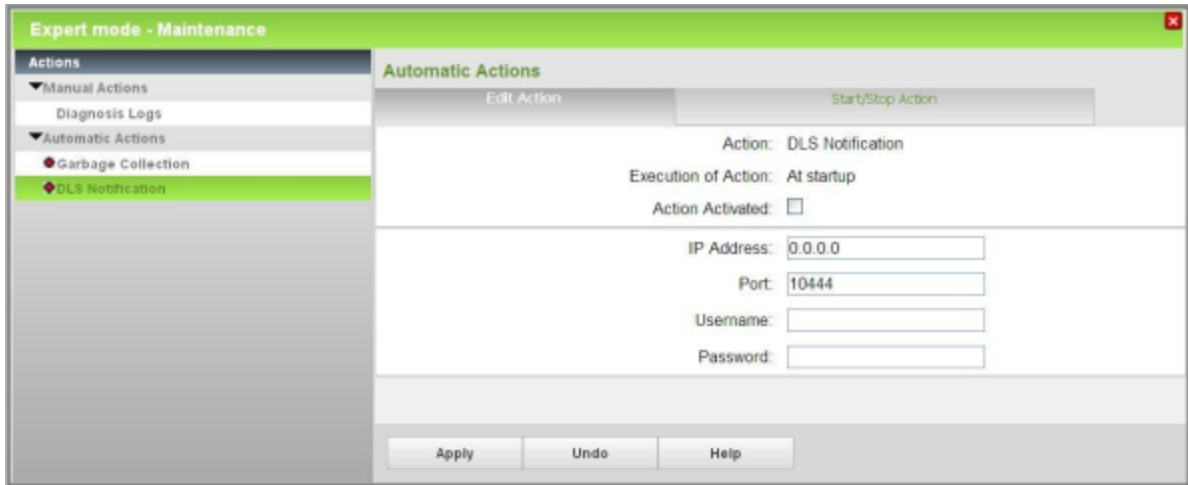 Expert mode - Maintenance
Actions
Manual Actions
Diagnosis Logs
Automatic Actions
Garbage Collection
DLS Notification
Automatic Actions
Edit Action
Start/Stop Action
Action: DLS Notification
Execution of Action: At startup
Action Activated:
IP Address: 0.0.0.0
Port: 10444
Username:
Password:
Apply
Undo
Help